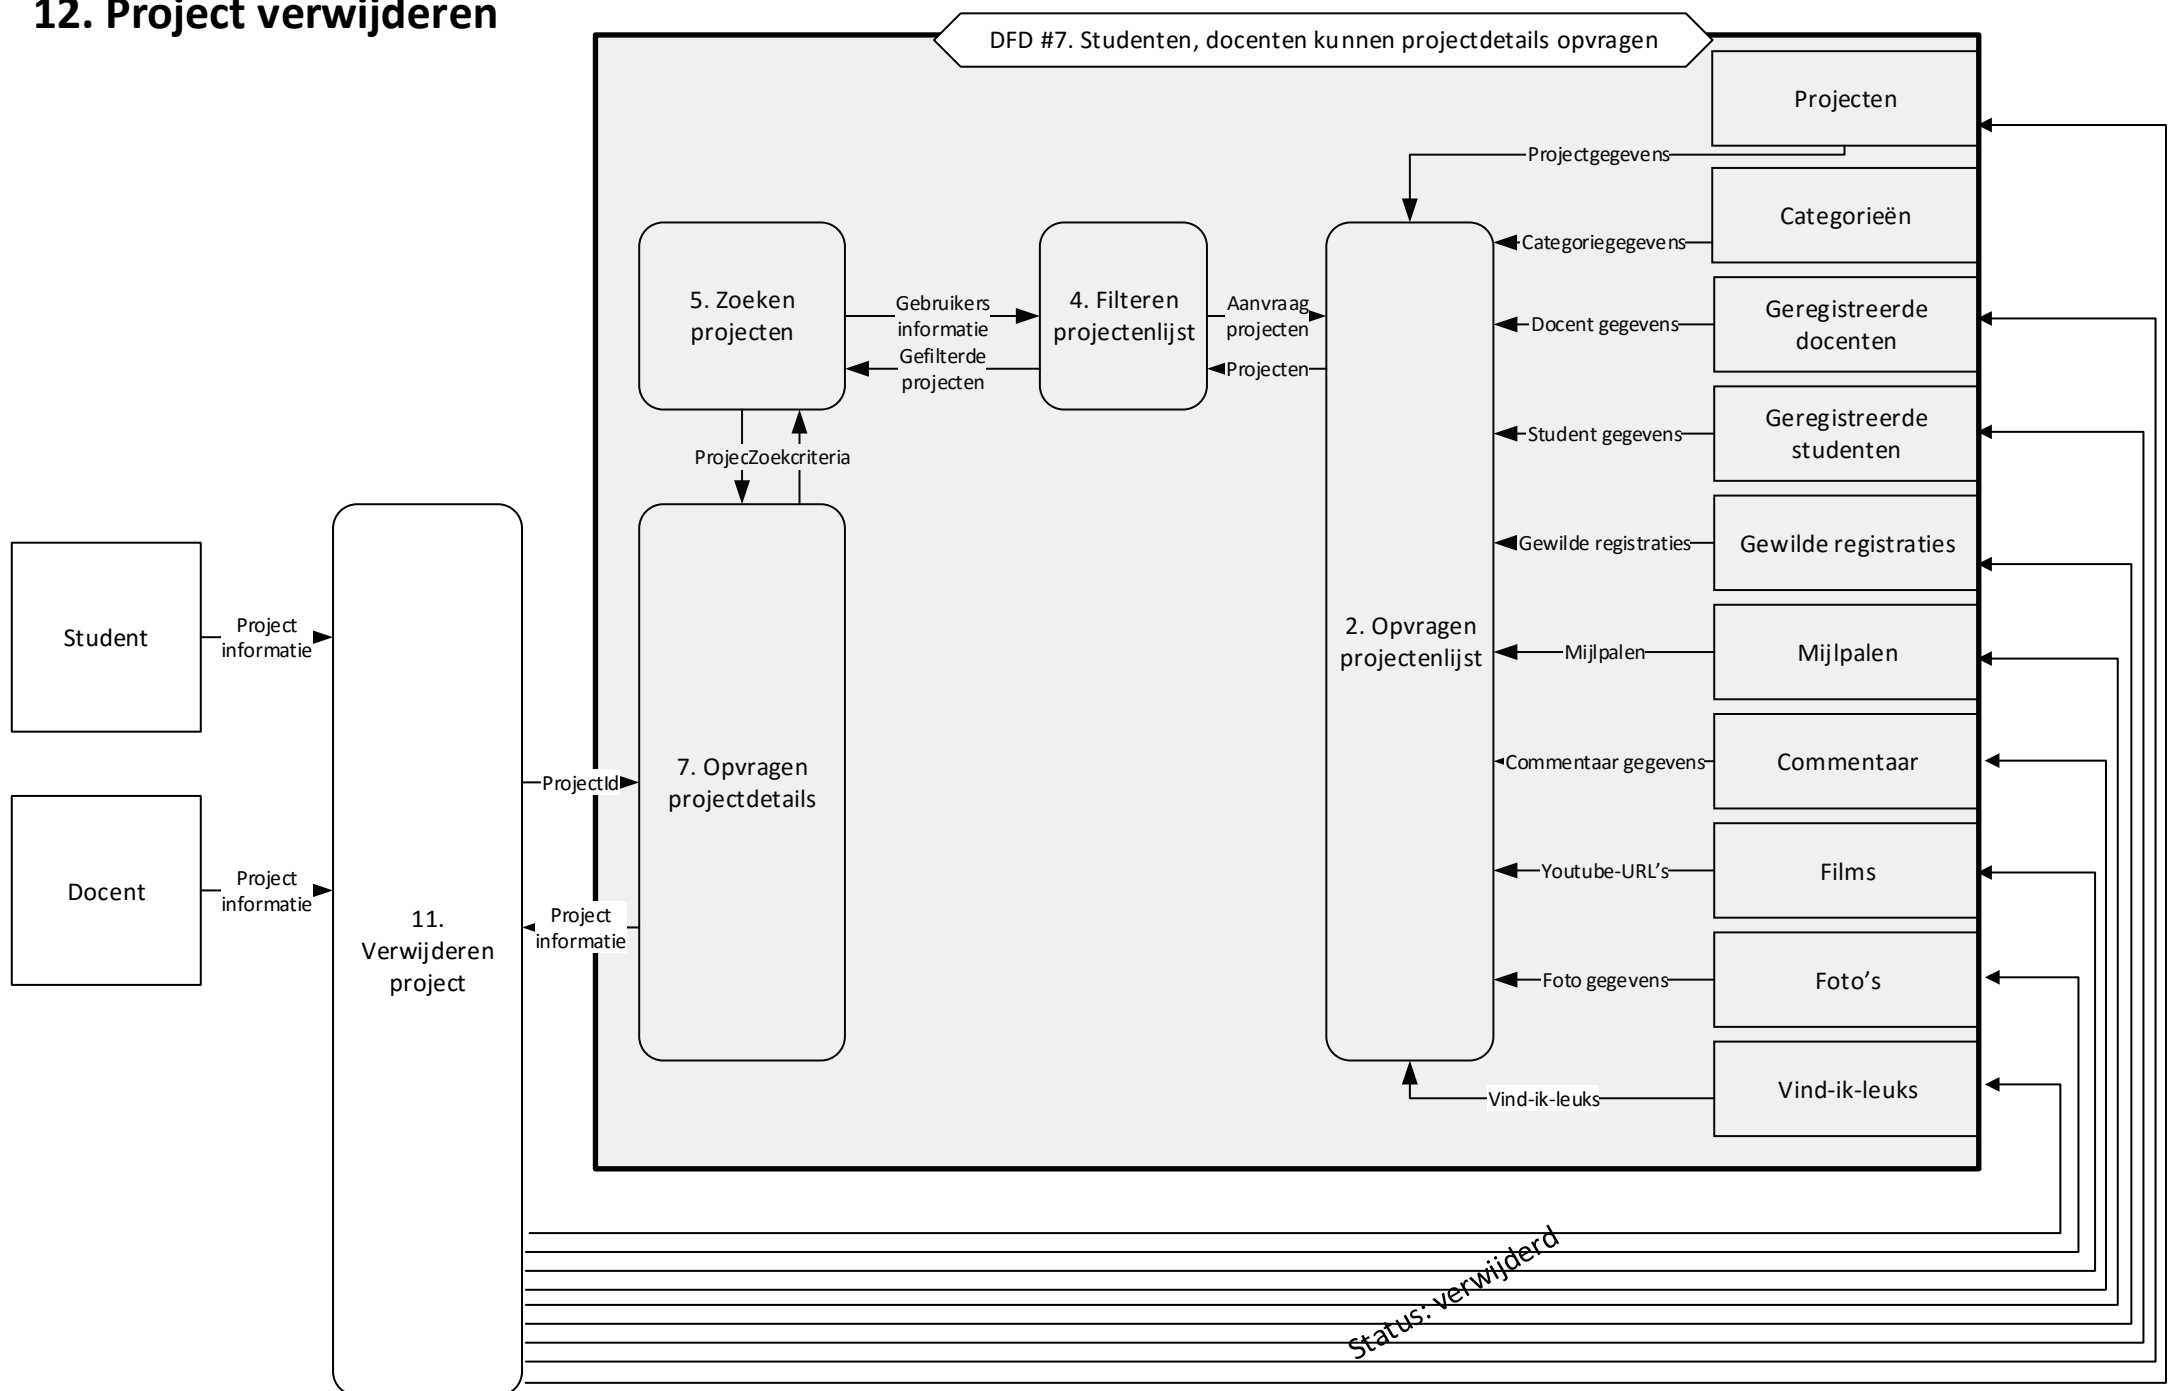 12. Project verwijderen
DFD #7. Studenten, docenten kunnen projectdetails opvragen
Projecten
Projectgegevens
Categorieën
Categoriegegevens
5. Zoeken
projecten
Gebruikers
informatie
Gefilterde
projecten
4. Filteren
projectenlijst
Aanvraag
projecten
Projecten
Geregistreerde
docenten
Docent gegevens
Geregistreerde
studenten
Student gegevens
Projec
Zoekcriteria
Gewilde registraties
Gewilde registraties
Student
Project
informatie
2. Opvragen
projectenlijst
Mijlpalen
Mijlpalen
7. Opvragen
projectdetails
ProjectId
Commentaar gegevens
Commentaar
Docent
Project
informatie
11.
Verwijderen
project
Project
informatie
Youtube-URL’s
Films
Foto gegevens
Foto’s
Vind-ik-leuks
Vind-ik-leuks
Status: verwijderd